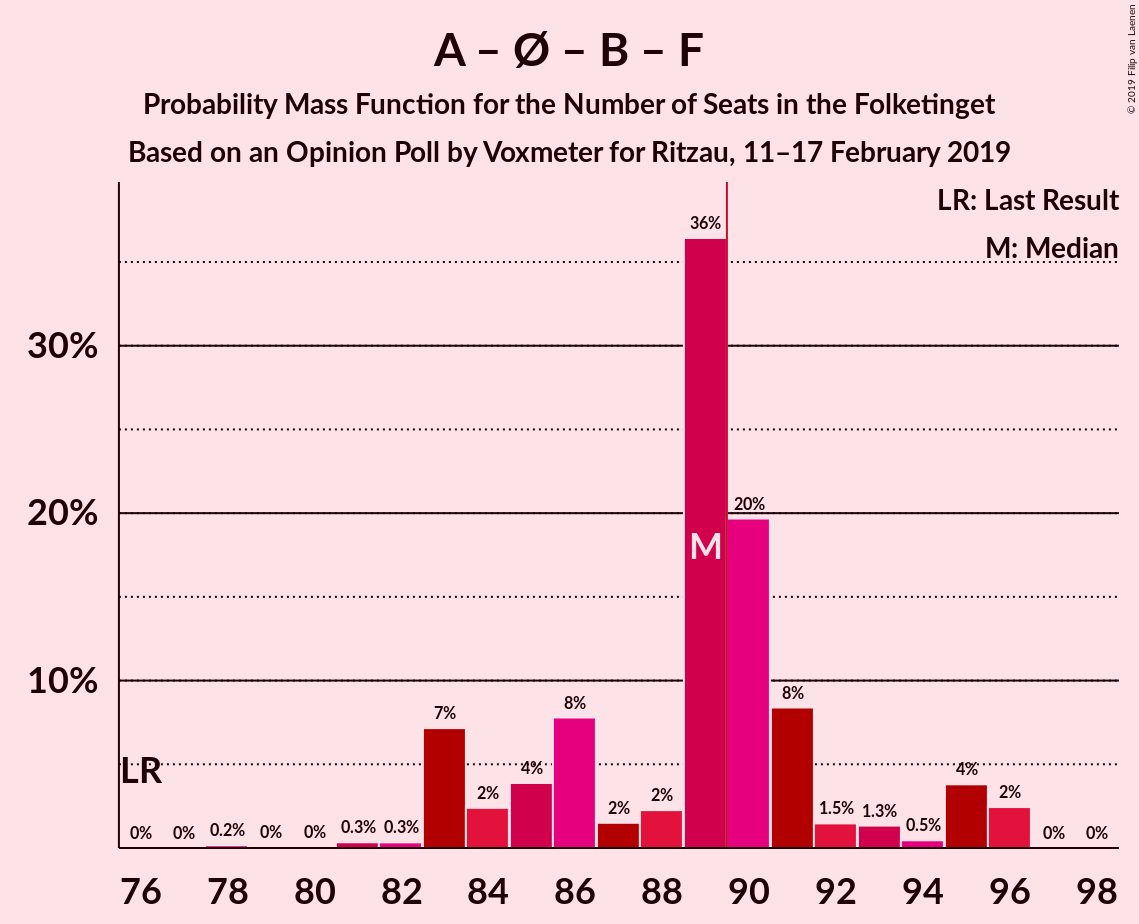 A – Ø – B – F
Probability Mass Function for the Number of Seats in the Folketinget
Based on an Opinion Poll by Voxmeter for Ritzau, 11–17 February 2019
© 2019 Filip van Laenen
LR: Last Result
M: Median
30%
20%
10%
LR
M
0%
0%
0.2%
0%
0%
0.3%
0.3%
7%
2%
4%
8%
2%
2%
36%
20%
8%
1.5%
1.3%
0.5%
4%
2%
0%
0%
76 78 80 82 84 86 88 90 92 94 96 98